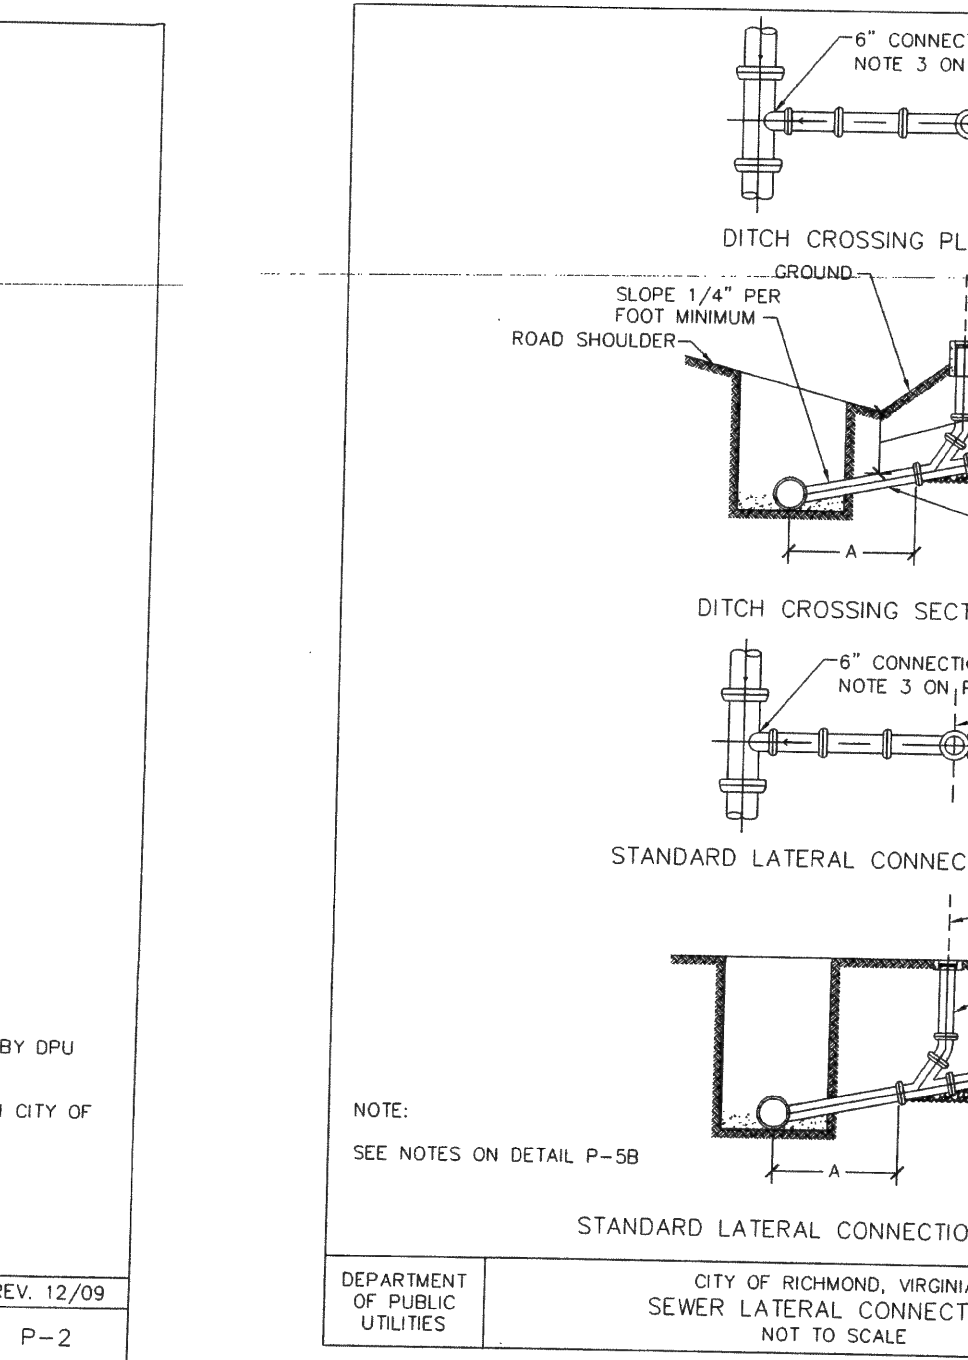 BY DPU
CITY OF
REV. 12/09
P-2
6" CONNEC
NOTE 3 ON
DITCH CROSSING PL
GROUND
SLOPE 1/4" PER
FOOT MINIMUM
ROAD SHOULDER
A
DITCH CROSSING SECT
6" CONNECTI
NOTE 3 ON
STANDARD LATERAL CONNEC
NOTE:
SEE NOTES ON DETAIL P-5B
A
STANDARD LATERAL CONNECTIO
DEPARTMENT
OF PUBLIC
UTILITIES
CITY OF RICHMOND, VIRGINIA
SEWER LATERAL CONNECT
NOT TO SCALE